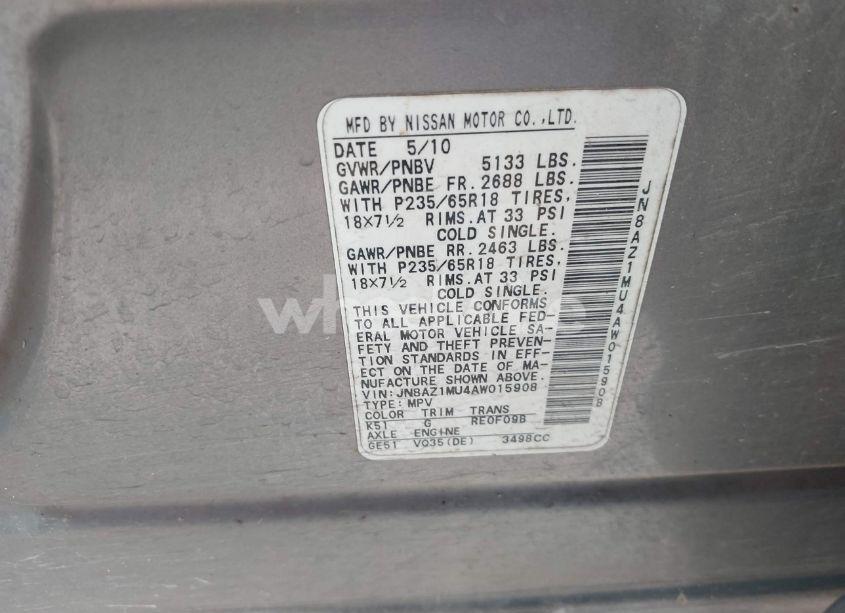 MFD BY NISSAN MOTOR CO.,LTD.
DATE 5/10
GVWR/PNBV 5133 LBS.
GAWR/PNBE FR. 2688 LBS.
WITH P235/65R18 TIRES,
18X7½ RIMS.AT 33 PSI
COLD SINGLE.
GAWR/PNBE RR. 2463 LBS.
WITH P235/65R18 TIRES,
18X7½ RIMS.AT 33 PSI
COLD SINGLE.
THIS VEHICLE CONFORMS
TO ALL APPLICABLE FED-
ERAL MOTOR VEHICLE SA-
FETY AND THEFT PREVEN-
TION STANDARDS IN EFF-
ECT ON THE DATE OF MA-
NUFACTURE SHOWN ABOVE.
VIN:JN8AZ1MU4AW015908
TYPE:MPV
COLOR TRIM TRANS
K51 G RE0F09B
AXLE ENGINE
GE51 VQ35(DE) 3498CC
JN8AZ1MU4AW015908